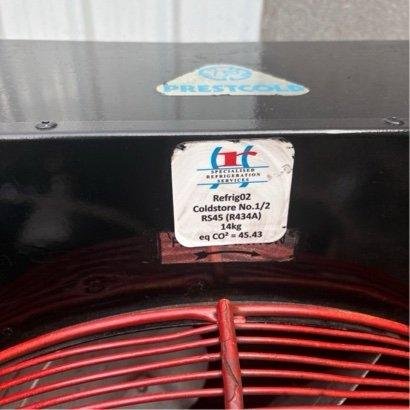 PRESTCOLD
SPECIALISED
REFRIGERATION
SERVICES
Refrig02
Coldstore No.1/2
RS45 (R434A)
14kg
eq CO² = 45.43